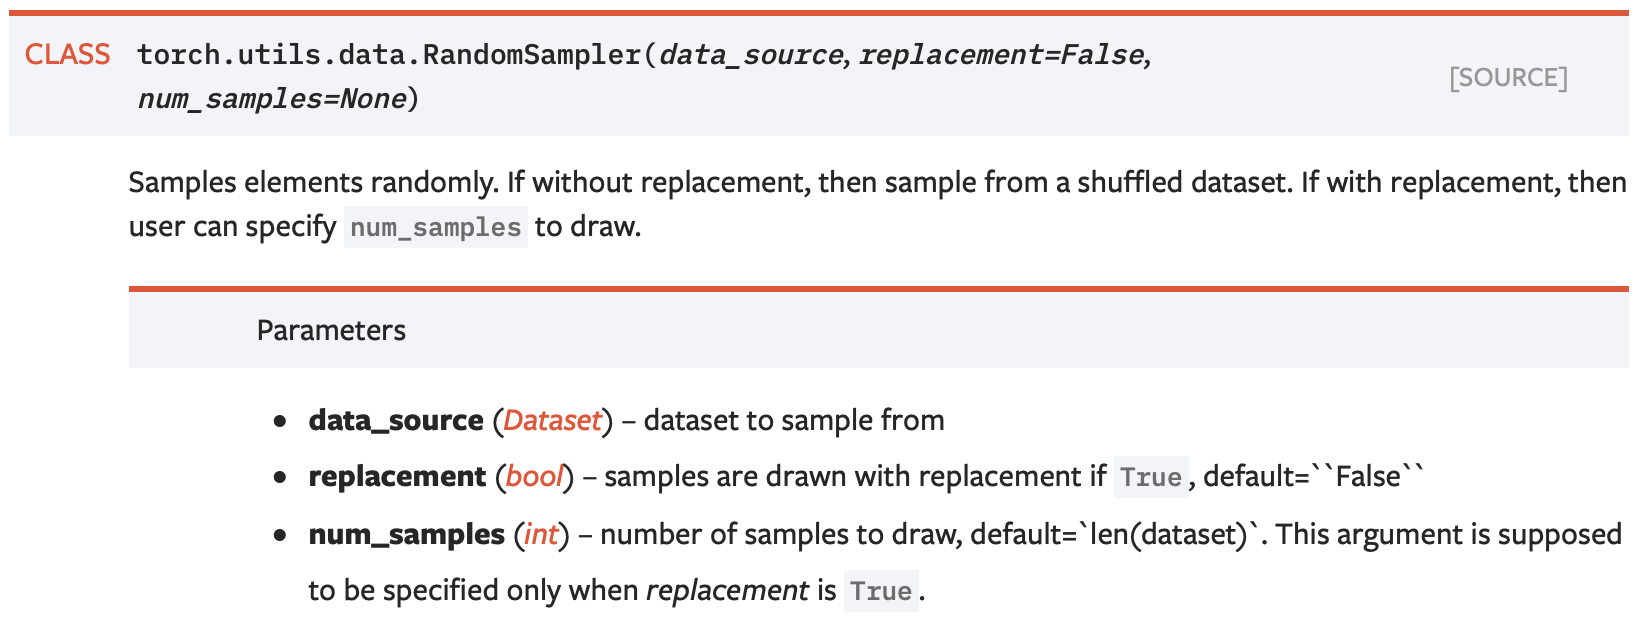 CLASS torch.utils.data.RandomSampler(data_source, replacement=False,
num_samples=None)
[SOURCE]
Samples elements randomly. If without replacement, then sample from a shuffled dataset. If with replacement, then
user can specify num_samples to draw.
Parameters
• data_source (Dataset) – dataset to sample from
• replacement (bool) – samples are drawn with replacement if True, default=``False``
• num_samples (int) – number of samples to draw, default=`len(dataset)`. This argument is supposed
to be specified only when replacement is True.